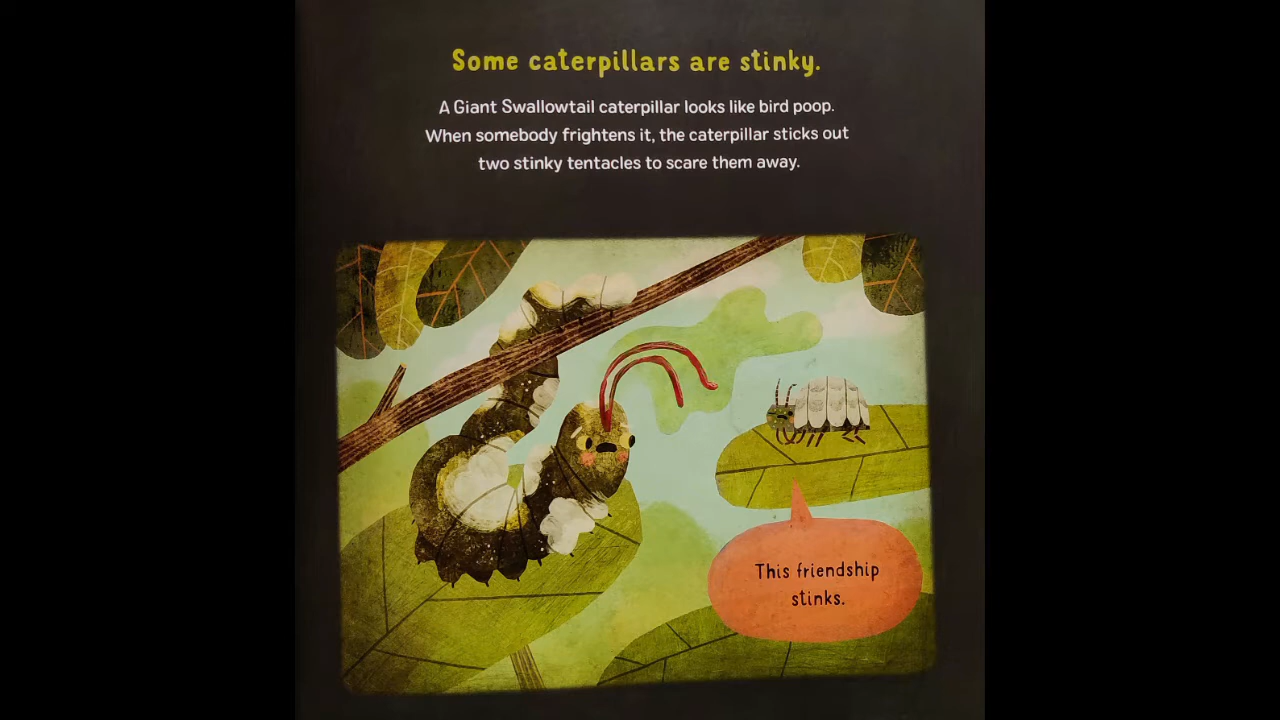 Some caterpillars are stinky.
A Giant Swallowtail caterpillar looks like bird poop.
When somebody frightens it, the caterpillar sticks out
two stinky tentacles to scare them away.
This friendship
stinks.